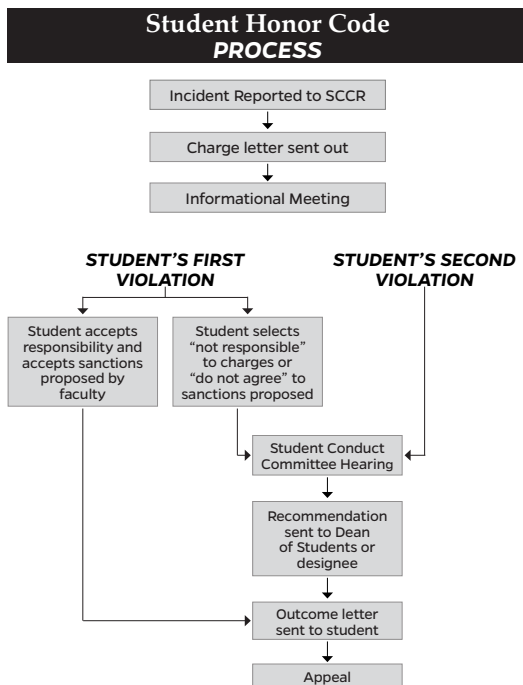 Student Honor Code
PROCESS
Incident Reported to SCCR
Charge letter sent out
Informational Meeting
STUDENT'S FIRST
VIOLATION
STUDENT'S SECOND
VIOLATION
Student accepts
responsibility and
accepts sanctions
proposed by
faculty
Student selects
“not responsible”
to charges or
“do not agree” to
sanctions proposed
Student Conduct
Committee Hearing
Recommendation
sent to Dean
of Students or
designee
Outcome letter
sent to student
Appeal